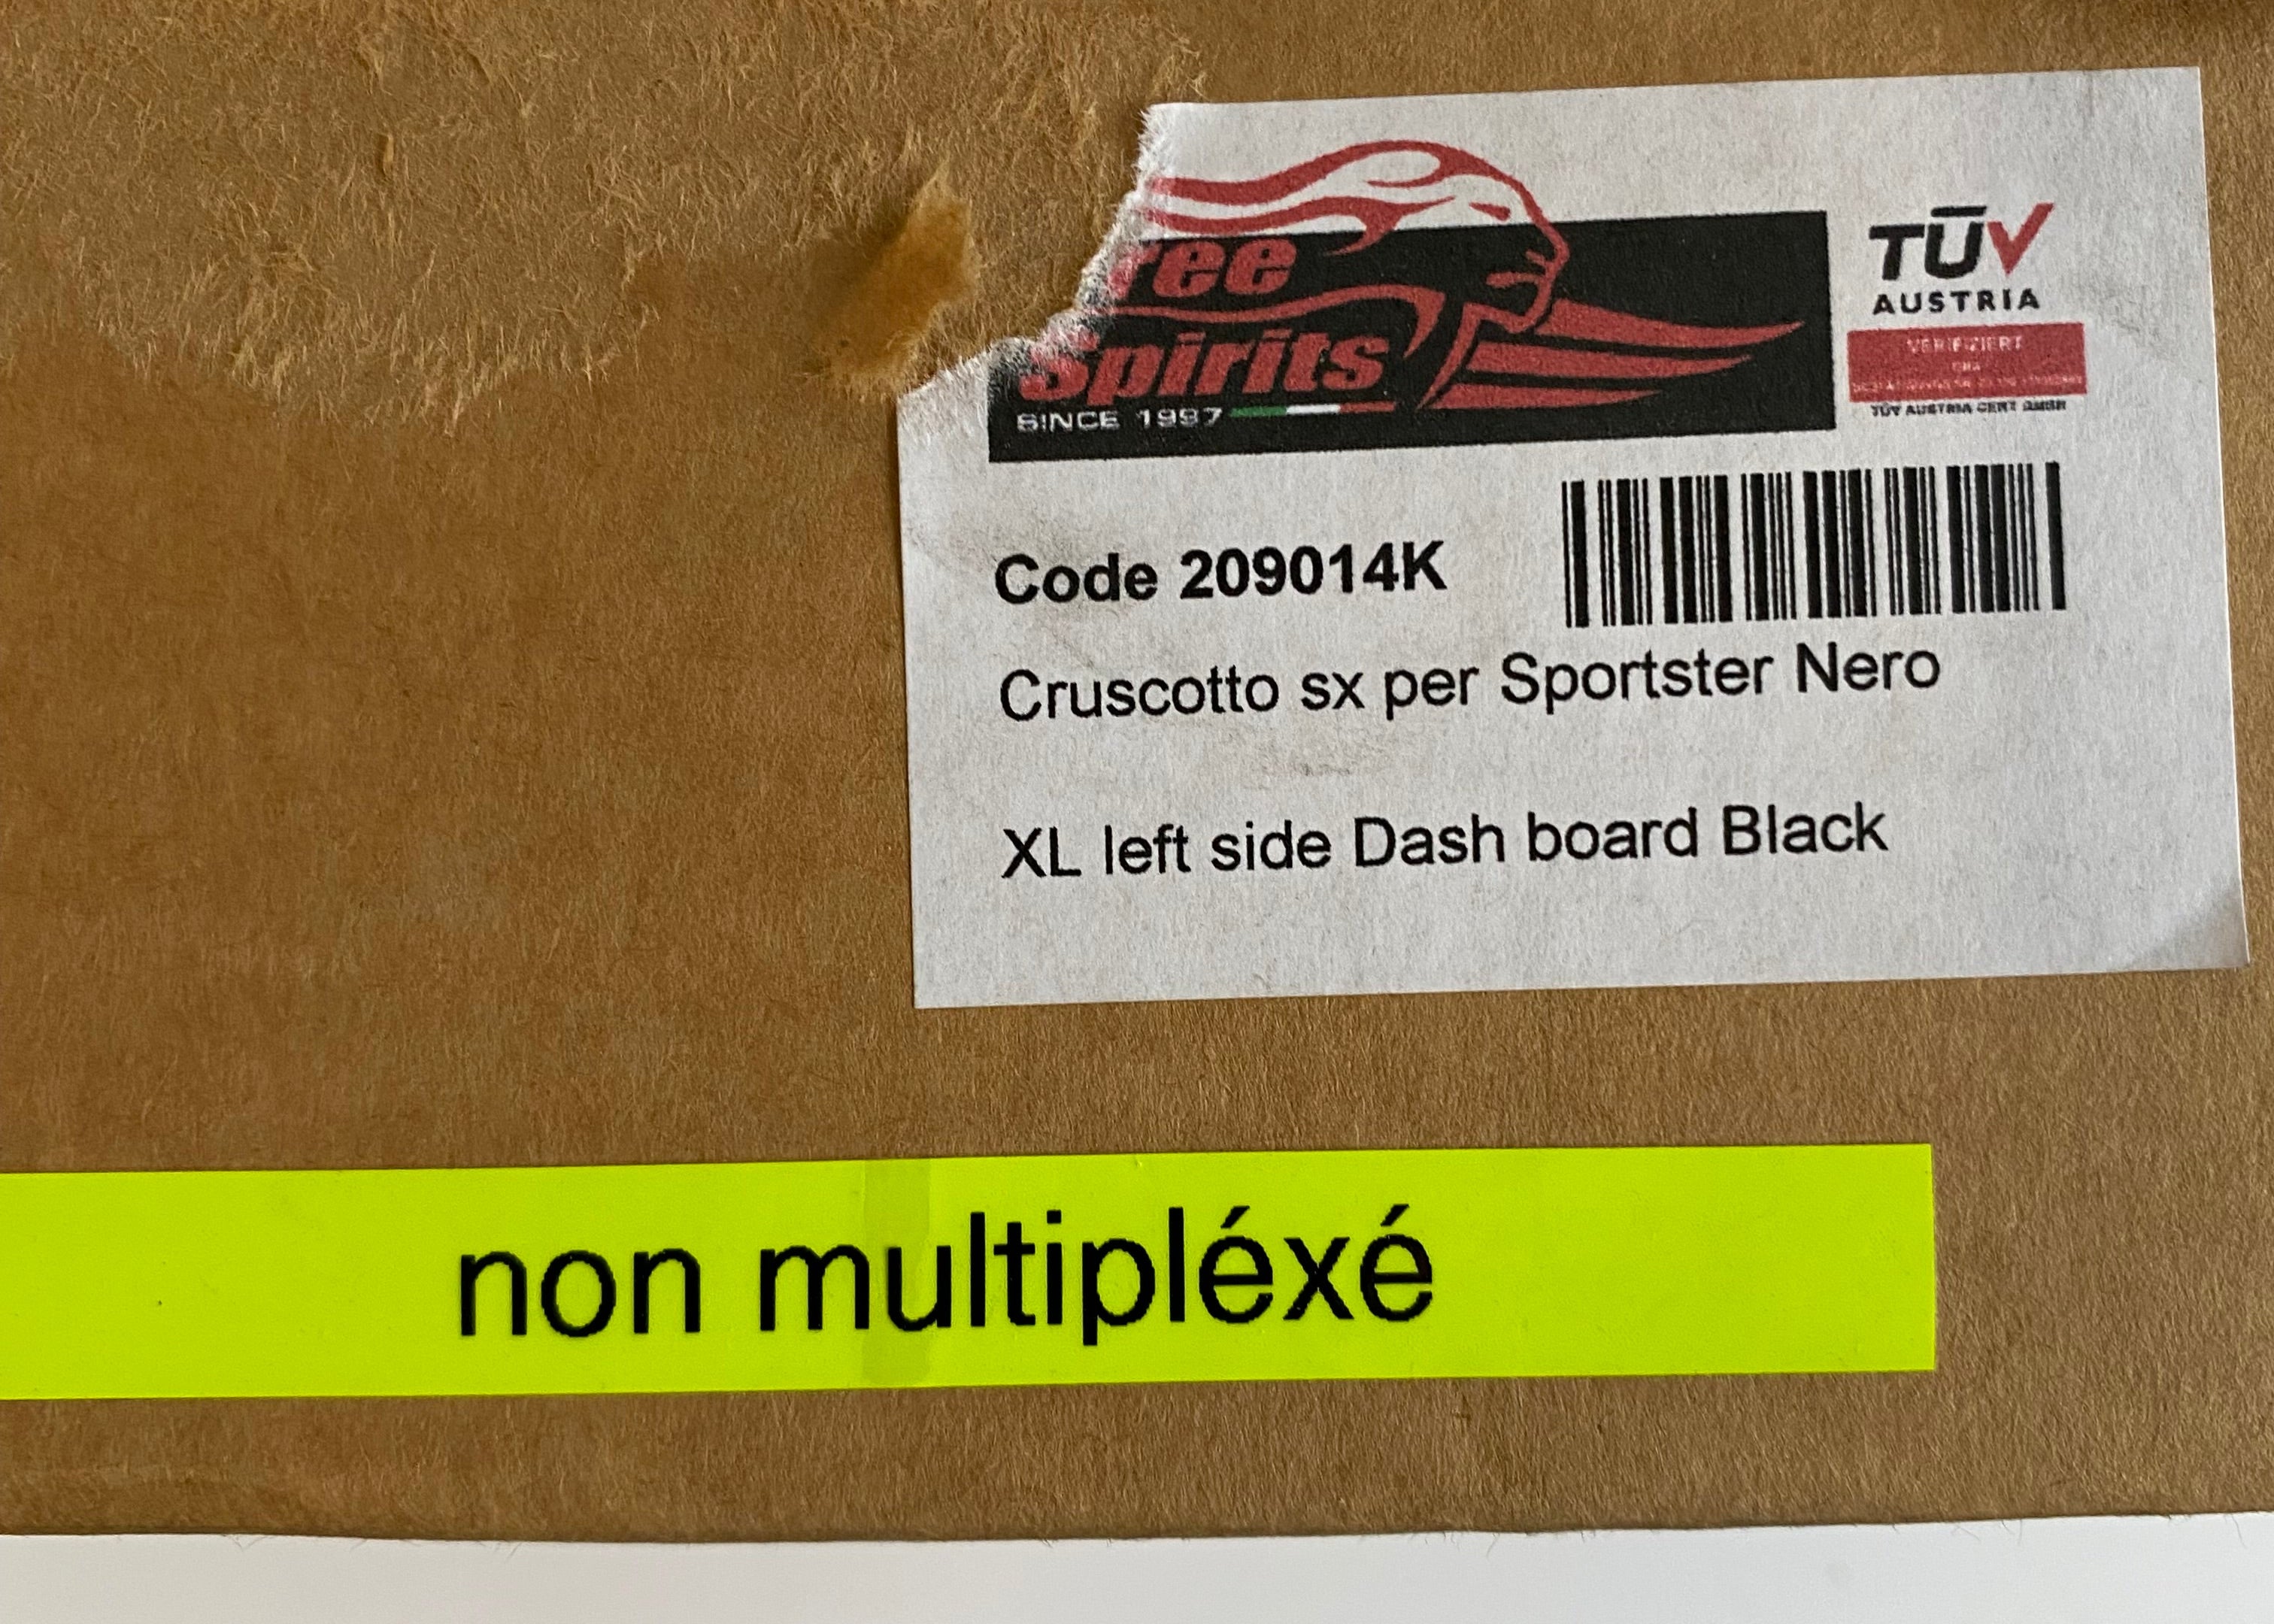 ree
Spirits
SINCE 1997
TÜV
AUSTRIA
VERIFIZIERT
TÜV AUSTRIA CERT GMBH
Code 209014K
Cruscotto sx per Sportster Nero
XL left side Dash board Black
non multipléxé